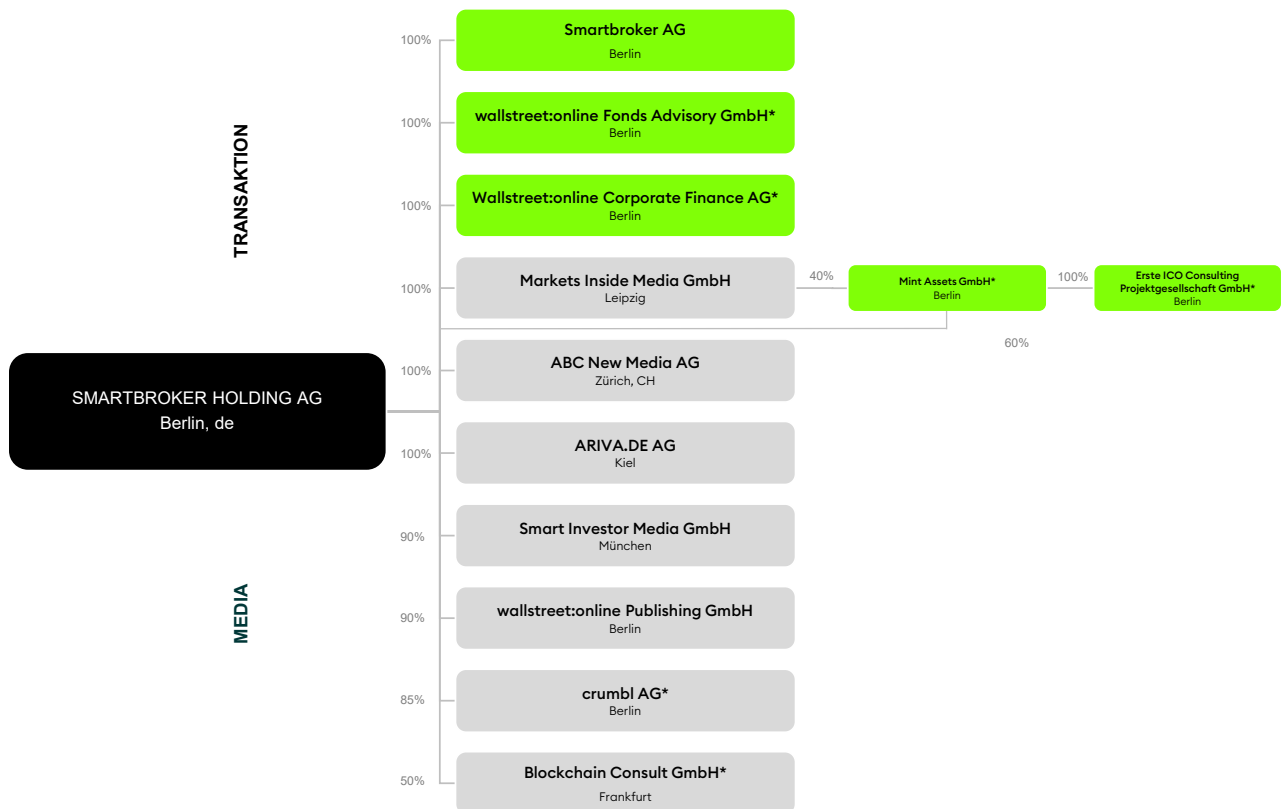 100%
Smartbroker AG
Berlin
100%
wallstreet:online Fonds Advisory GmbH*
Berlin
TRANSAKTION
100%
Wallstreet:online Corporate Finance AG*
Berlin
100%
Markets Inside Media GmbH
Leipzig
40%
Mint Assets GmbH*
Berlin
100%
Erste ICO Consulting
Projektgesellschaft GmbH*
Berlin
60%
SMARTBROKER HOLDING AG
Berlin, de
100%
ABC New Media AG
Zürich, CH
100%
ARIVA.DE AG
Kiel
90%
Smart Investor Media GmbH
München
MEDIA
90%
wallstreet:online Publishing GmbH
Berlin
85%
crumbl AG*
Berlin
50%
Blockchain Consult GmbH*
Frankfurt